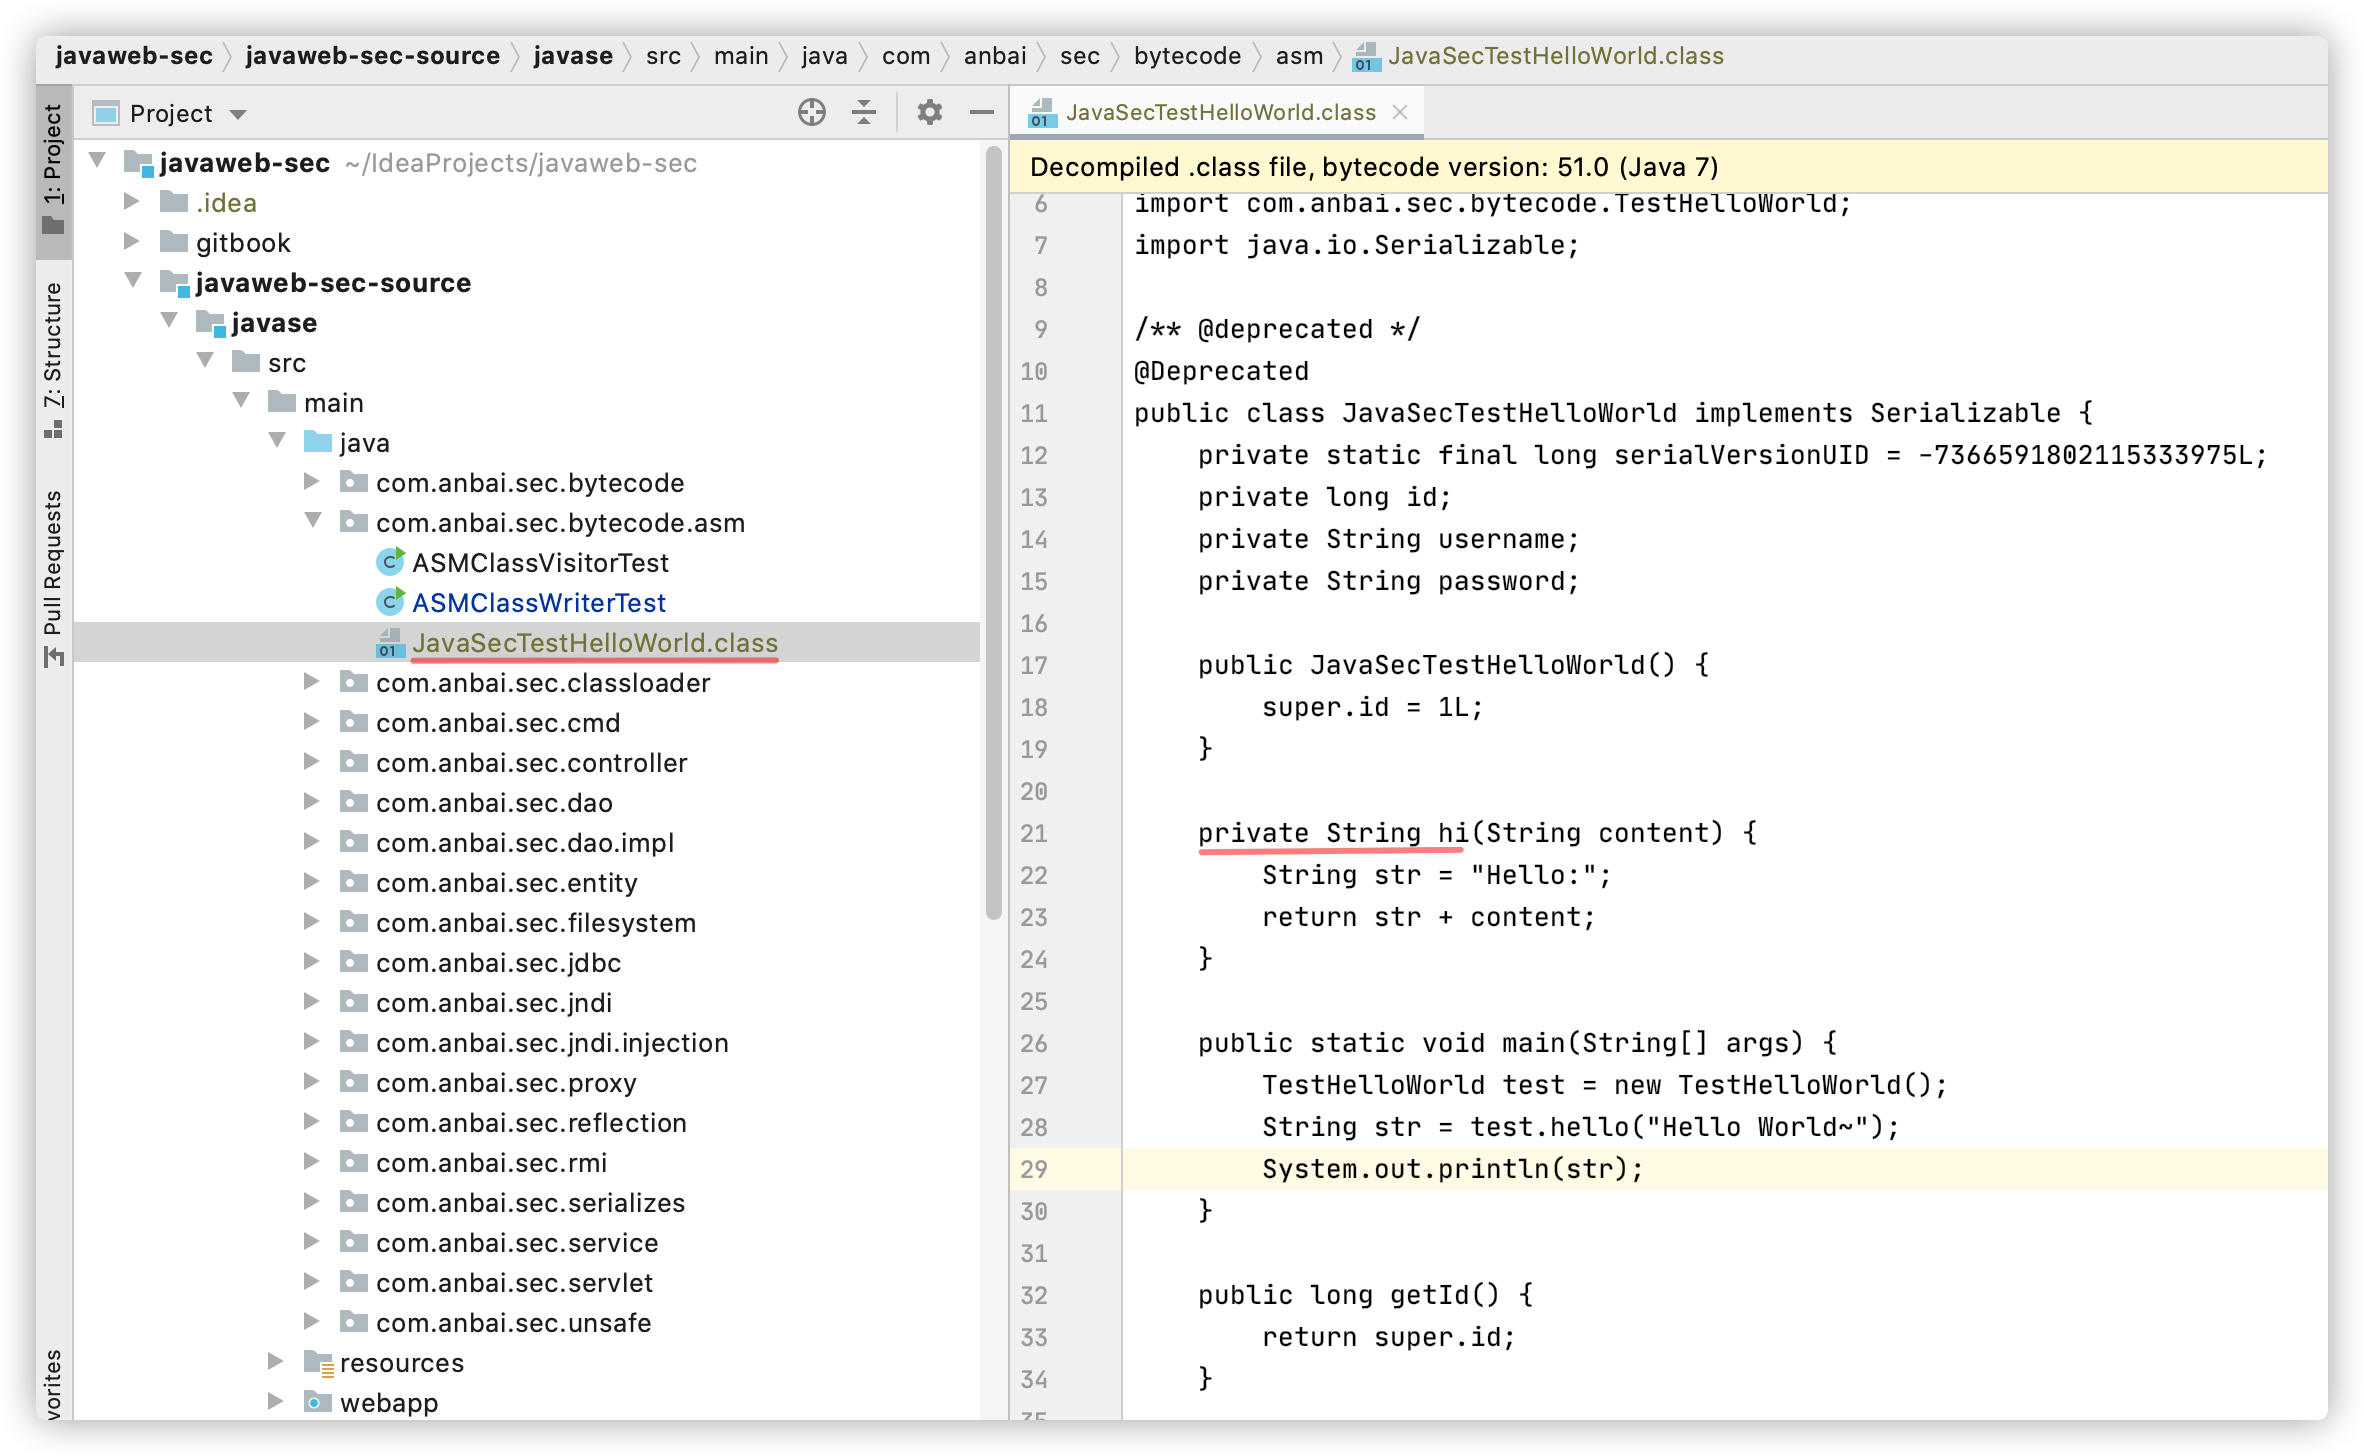 javaweb-sec javaweb-sec-source javase src main java com anbai sec bytecode asm JavaSecTestHelloWorld.class
1: Project
7: Structure
Pull Requests
vorites
Project
javaweb-sec ~/IdeaProjects/javaweb-sec
.idea
gitbook
javaweb-sec-source
javase
src
main
java
com.anbai.sec.bytecode
com.anbai.sec.bytecode.asm
ASMClassVisitorTest
ASMClassWriterTest
JavaSecTestHelloWorld.class
com.anbai.sec.classloader
com.anbai.sec.cmd
com.anbai.sec.controller
com.anbai.sec.dao
com.anbai.sec.dao.impl
com.anbai.sec.entity
com.anbai.sec.filesystem
com.anbai.sec.jdbc
com.anbai.sec.jndi
com.anbai.sec.jndi.injection
com.anbai.sec.proxy
com.anbai.sec.reflection
com.anbai.sec.rmi
com.anbai.sec.serializes
com.anbai.sec.service
com.anbai.sec.servlet
com.anbai.sec.unsafe
resources
webapp
JavaSecTestHelloWorld.class
Decompiled .class file, bytecode version: 51.0 (Java 7)
6 import com.anbai.sec.bytecode.TestHelloWorld;
7 import java.io.Serializable;
8
9 /** @deprecated */
10 @Deprecated
11 public class JavaSecTestHelloWorld implements Serializable {
12 private static final long serialVersionUID = -7366591802115333975L;
13 private long id;
14 private String username;
15 private String password;
16
17 public JavaSecTestHelloWorld() {
18 super.id = 1L;
19 }
20
21 private String hi(String content) {
22 String str = "Hello:";
23 return str + content;
24 }
25
26 public static void main(String[] args) {
27 TestHelloWorld test = new TestHelloWorld();
28 String str = test.hello("Hello World~");
29 System.out.println(str);
30 }
31
32 public long getId() {
33 return super.id;
34 }
35